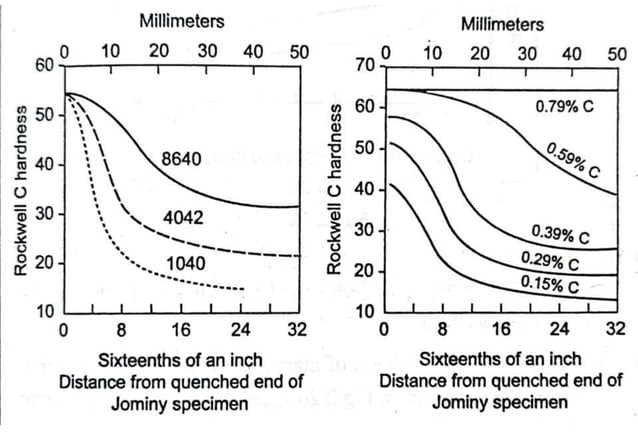 Millimeters
0 10 20 30 40 50
60
50
40
30
20
10
Rockwell C hardness
8640
4042
1040
0 8 16 24 32
Sixteenths of an inch
Distance from quenched end of
Jominy specimen
Millimeters
0 10 20 30 40 50
70
60
50
40
30
20
10
Rockwell C hardness
0.79% C
0.59% C
0.39% C
0.29% C
0.15% C
0 8 16 24 32
Sixteenths of an inch
Distance from quenched end of
Jominy specimen